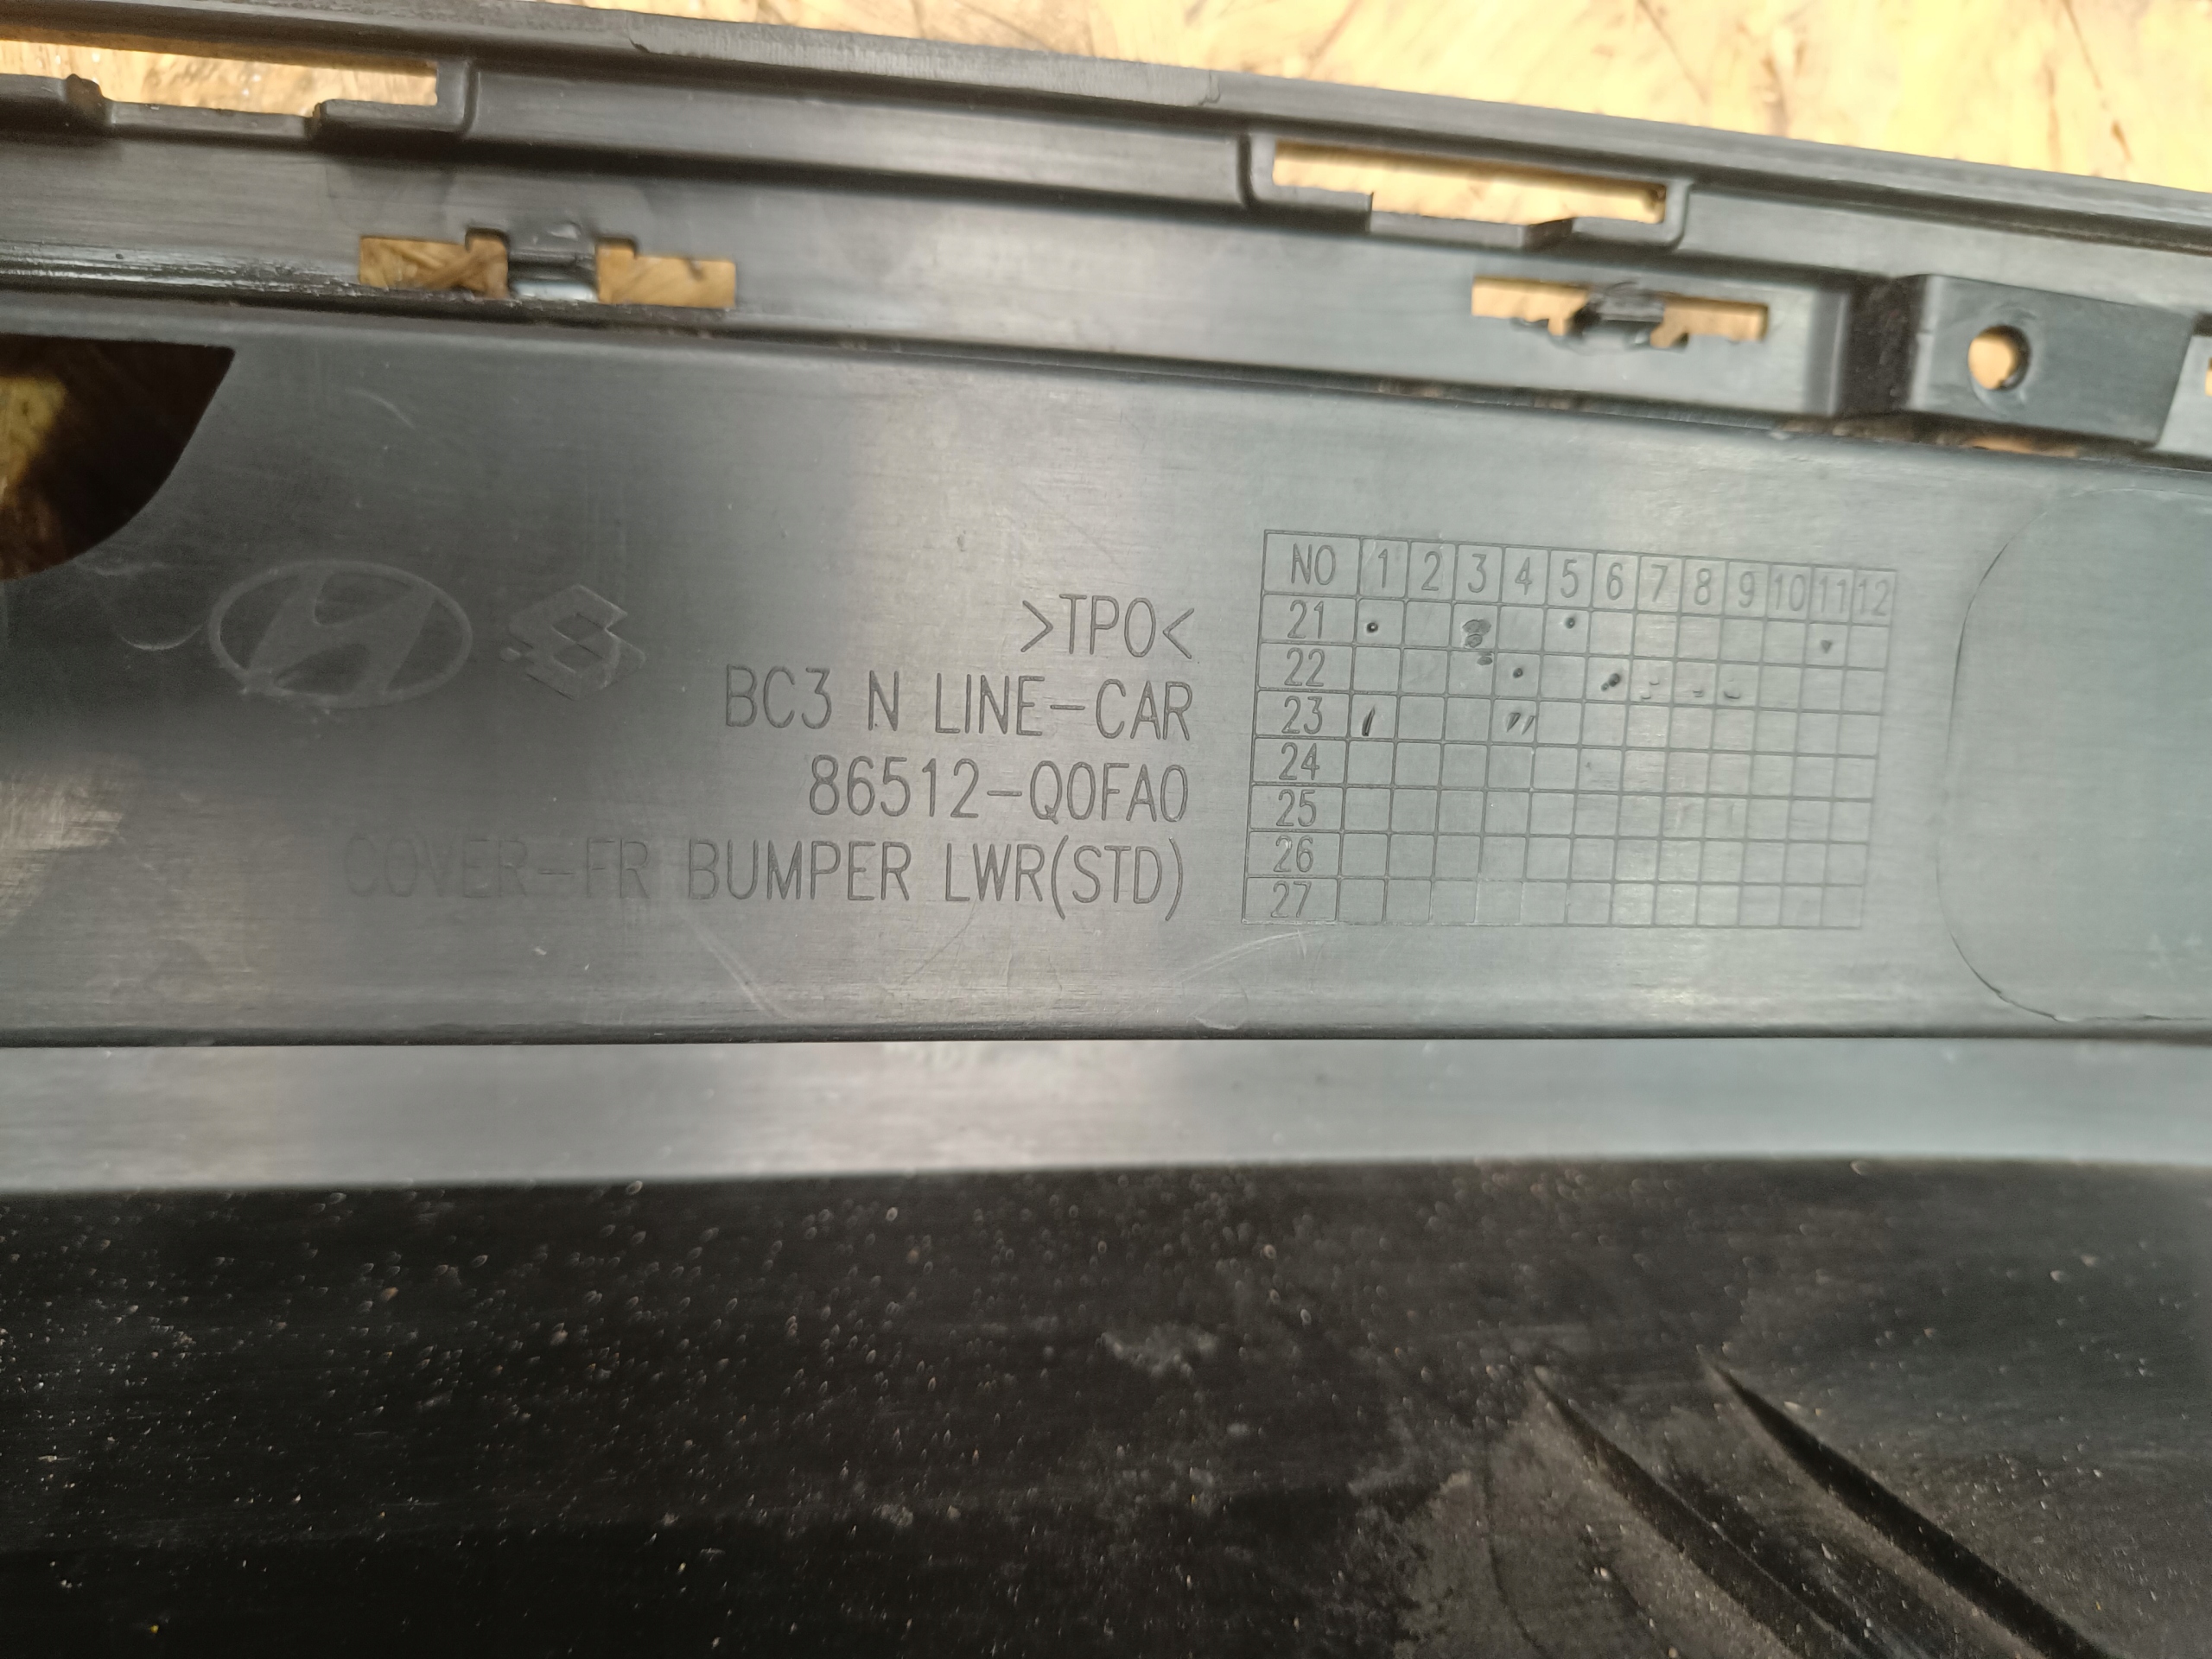 >TPO<
BC3 N LINE-CAR
86512-Q0FA0
COVER-FR BUMPER LWR(STD)
NO 1 2 3 4 5 6 7 8 9 10 11 12
21
22
23
24
25
26
27